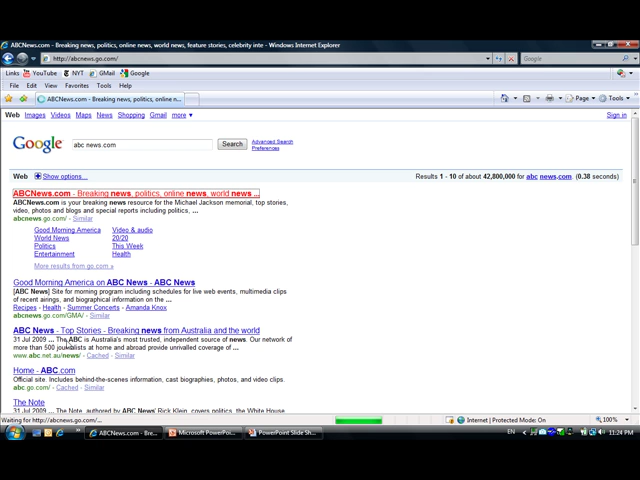 ABCNews.com - Breaking news, politics, online news, world news, feature stories, celebrity inte - Windows Internet Explorer
http://abcnews.go.com/
Google
Links YouTube NYT GMail Google
File Edit View Favorites Tools Help
ABCNews.com - Breaking news, politics, online n...
Page Tools
Web Images Videos Maps News Shopping Gmail more ▼
Sign in
Google
abc news.com
Search
Advanced Search
Preferences
Web Show options...
Results 1 - 10 of about 42,800,000 for abc news.com. (0.38 seconds)
ABCNews.com - Breaking news, politics, online news, world news ...
ABCNews.com is your breaking news resource for the Michael Jackson memorial, top stories,
video, photos and blogs and special reports including politics, ...
abcnews.go.com/ - Similar
Good Morning America Video & audio
World News 20/20
Politics This Week
Entertainment Health
More results from go.com »
Good Morning America on ABC News - ABC News
[ABC News] Site for morning program including schedules for live web events, multimedia clips
of recent airings, and biographical information on the ...
Recipes - Health - Summer Concerts - Amanda Knox
abcnews.go.com/GMA/ - Similar
ABC News - Top Stories - Breaking news from Australia and the world
31 Jul 2009 ... The ABC is Australia's most trusted, independent source of news. Our network of
more than 500 journalists at home and abroad provide unrivalled coverage of ...
www.abc.net.au/news/ - Cached - Similar
Home - ABC.com
Official site. Includes behind-the-scenes information, cast biographies, photos, and video clips.
abc.go.com/ - Cached - Similar
The Note
31 Jul 2009 ... The Note, authored by ABC News' Rick Klein, covers politics, the White House
Waiting for http://abcnews.go.com/...
Internet | Protected Mode: On
100%
ABCNews.com - Bre...
Microsoft PowerPo...
PowerPoint Slide Sh...
EN
11:24 PM